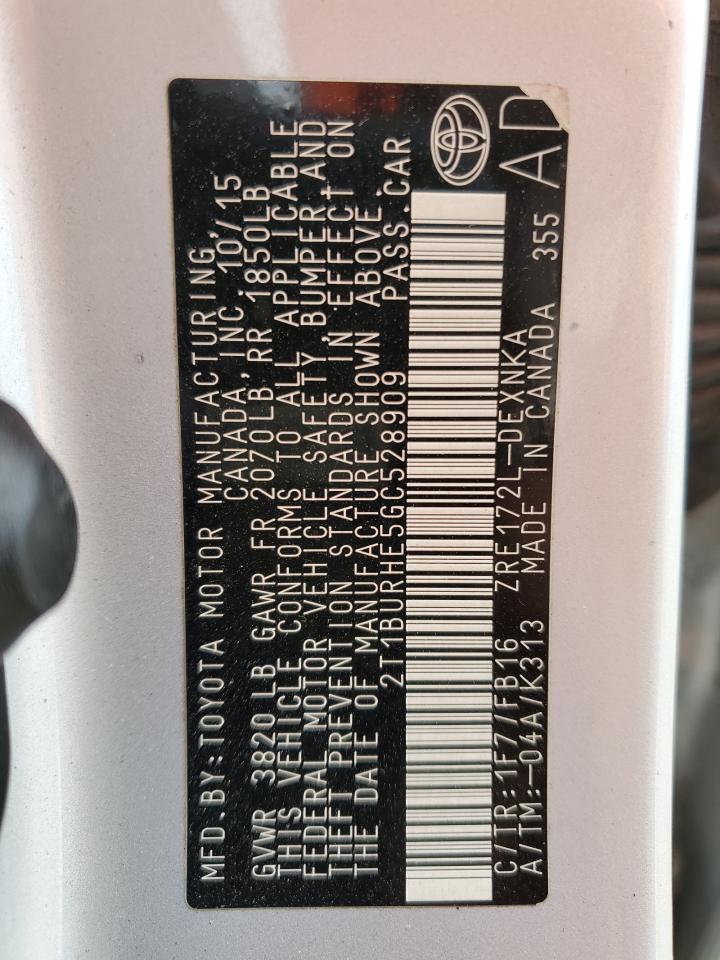 MFD.BY:TOYOTA MOTOR MANUFACTURING,
CANADA,INC 10/15
GVWR 3820 LB GAWR FR 2070LB,RR 1850LB
THIS VEHICLE CONFORMS TO ALL APPLICABLE
FEDERAL MOTOR VEHICLE SAFETY,BUMPER,AND
THEFT PREVENTION STANDARDS IN EFFECT ON
THE DATE OF MANUFACTURE SHOWN ABOVE.
2T1BURHE5GC528909 PASS.CAR
C/TR:1F7/FB16 ZRE172L-DEXNKA
A/TM:-04A/K313 MADE IN CANADA 355
AD